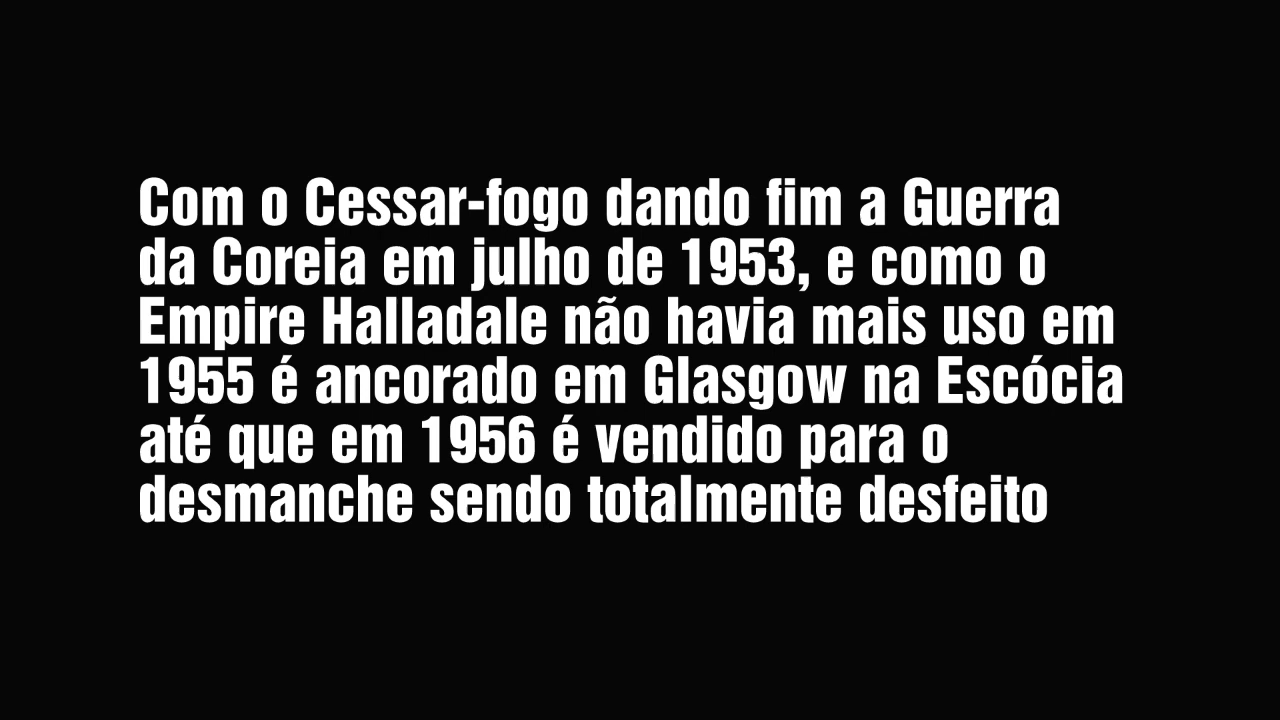 Com o Cessar-fogo dando fim a Guerra
da Coreia em julho de 1953, e como o
Empire Halladale não havia mais uso em
1955 é ancorado em Glasgow na Escócia
até que em 1956 é vendido para o
desmanche sendo totalmente desfeito